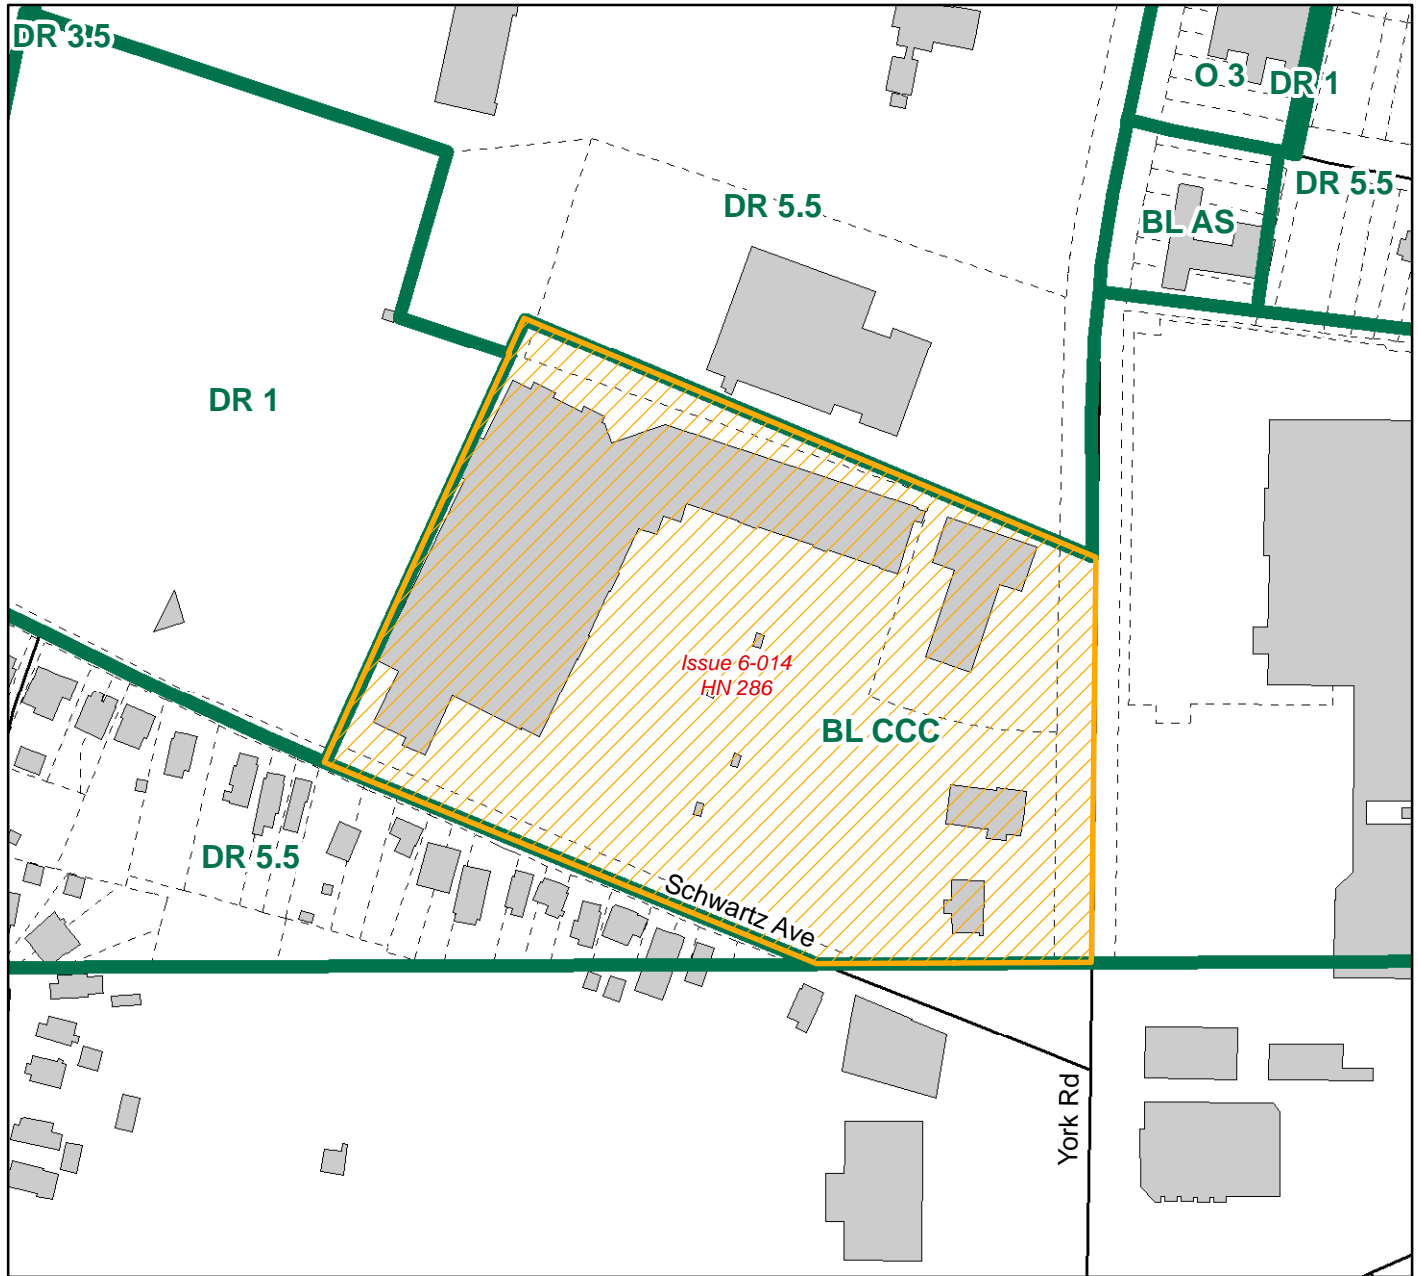 DR 3.5
O 3
DR 1
DR 5.5
DR 5.5
BL AS
DR 1
Issue 6-014
HN 286
BL CCC
DR 5.5
Schwartz Ave
York Rd